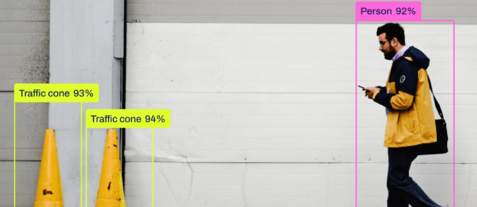 Person 92%
Traffic cone 93%
Traffic cone 94%